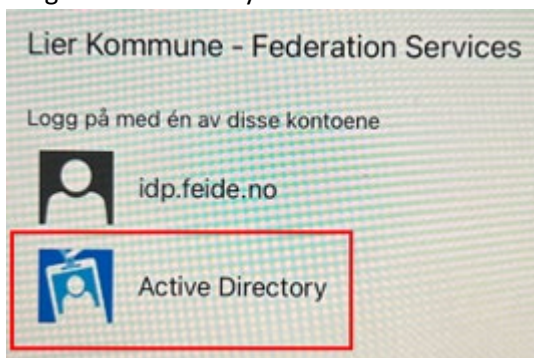 Lier Kommune - Federation Services
Logg på med én av disse kontoene
idp.feide.no
Active Directory